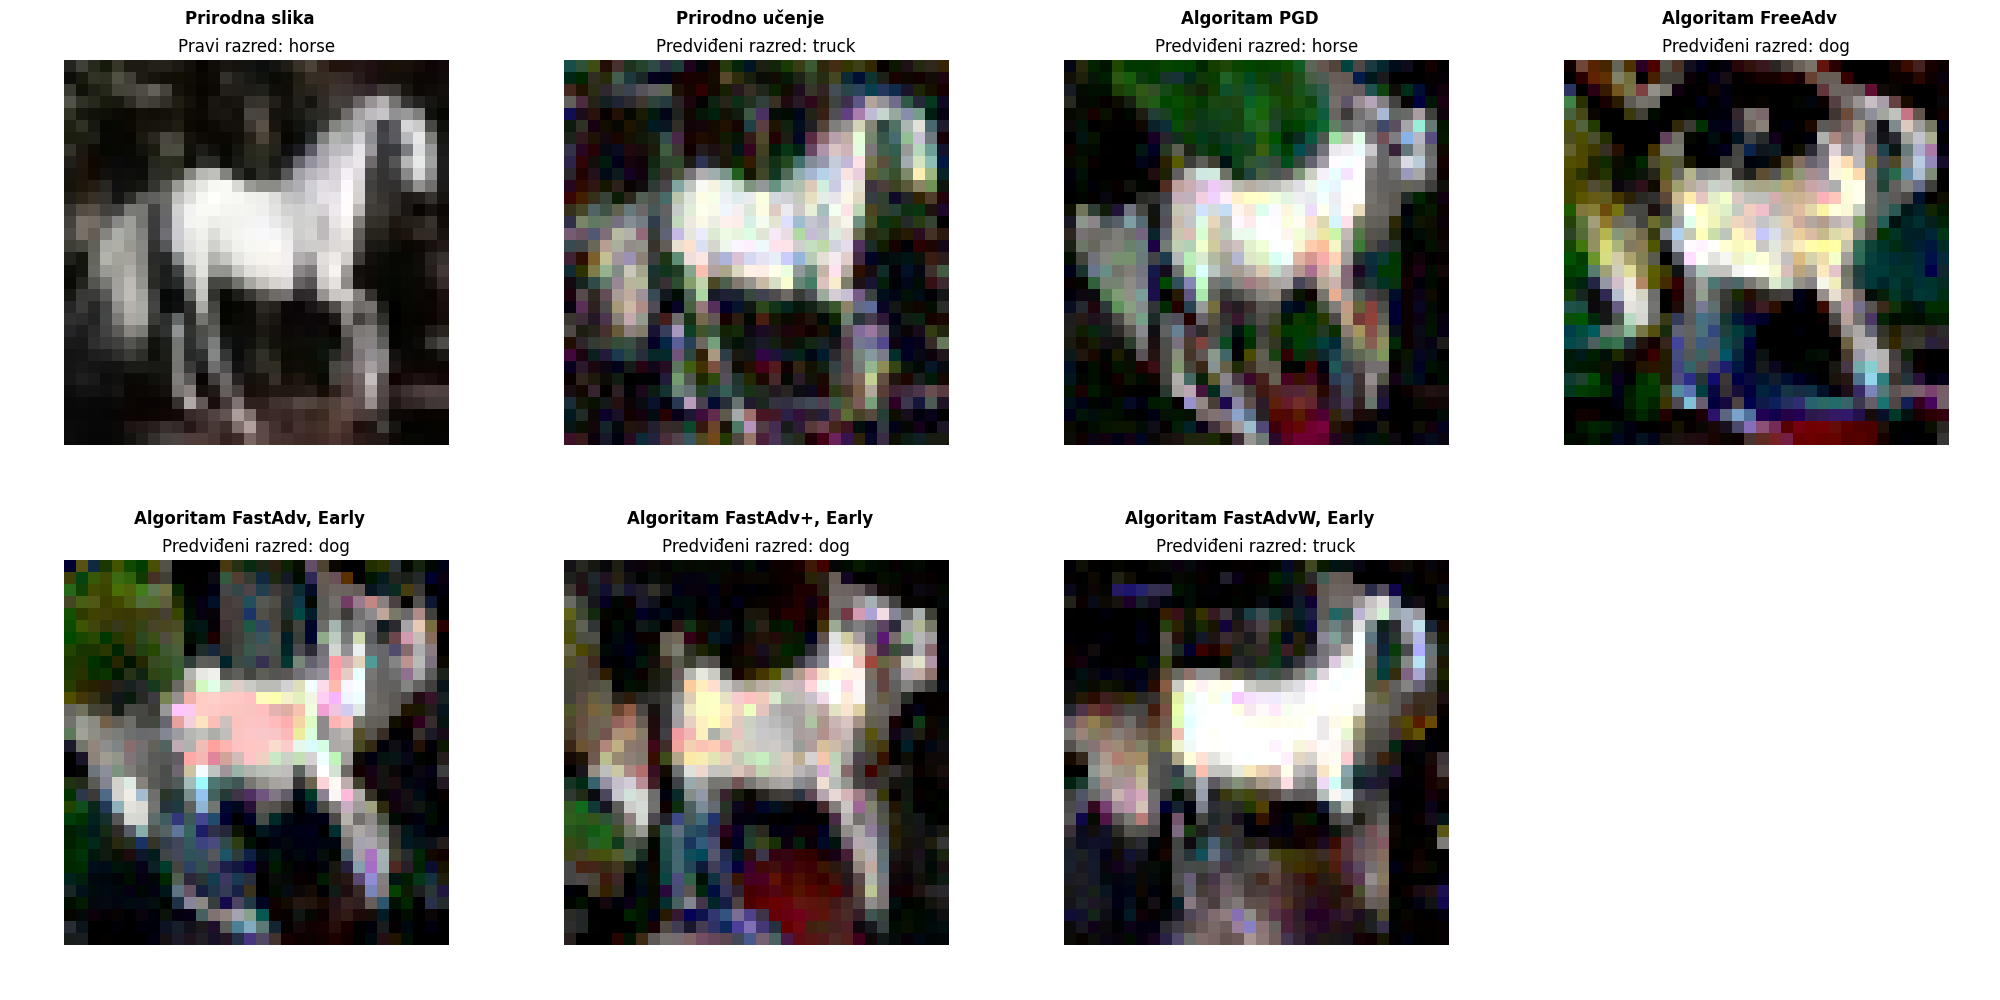 Prirodna slika
Pravi razred: horse
Prirodno učenje
Predviđeni razred: truck
Algoritam PGD
Predviđeni razred: horse
Algoritam FreeAdv
Predviđeni razred: dog
Algoritam FastAdv, Early
Predviđeni razred: dog
Algoritam FastAdv+, Early
Predviđeni razred: dog
Algoritam FastAdvW, Early
Predviđeni razred: truck